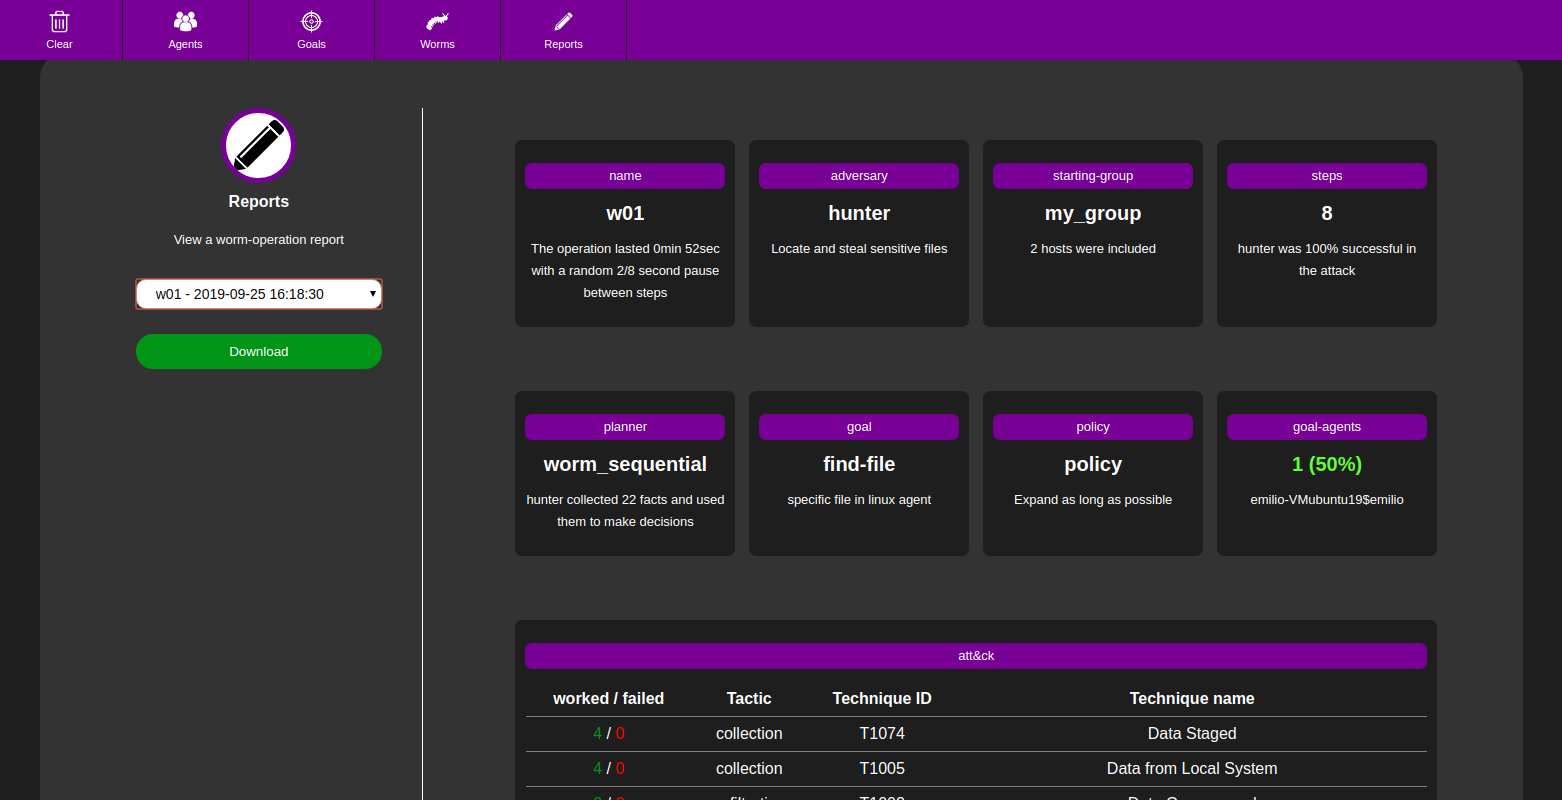 Clear
Agents
Goals
Worms
Reports
Reports
View a worm-operation report
w01 - 2019-09-25 16:18:30
Download
name
w01
The operation lasted 0min 52sec
with a random 2/8 second pause
between steps
adversary
hunter
Locate and steal sensitive files
starting-group
my_group
2 hosts were included
steps
8
hunter was 100% successful in
the attack
planner
worm_sequential
hunter collected 22 facts and used
them to make decisions
goal
find-file
specific file in linux agent
policy
policy
Expand as long as possible
goal-agents
1 (50%)
emilio-VMubuntu19$emilio
att&ck
worked / failed Tactic Technique ID Technique name
4 / 0 collection T1074 Data Staged
4 / 0 collection T1005 Data from Local System